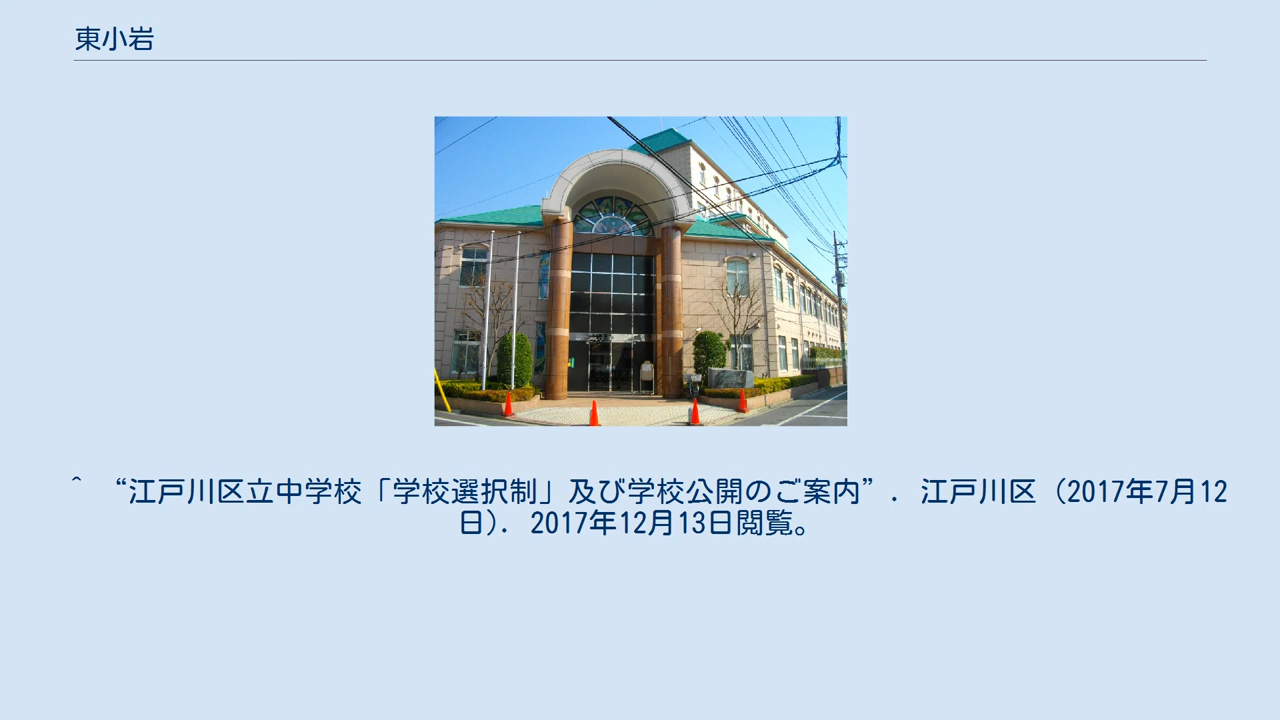 東小岩
^ “江戸川区立中学校「学校選択制」及び学校公開のご案内”. 江戸川区 (2017年7月12
日). 2017年12月13日閲覧。